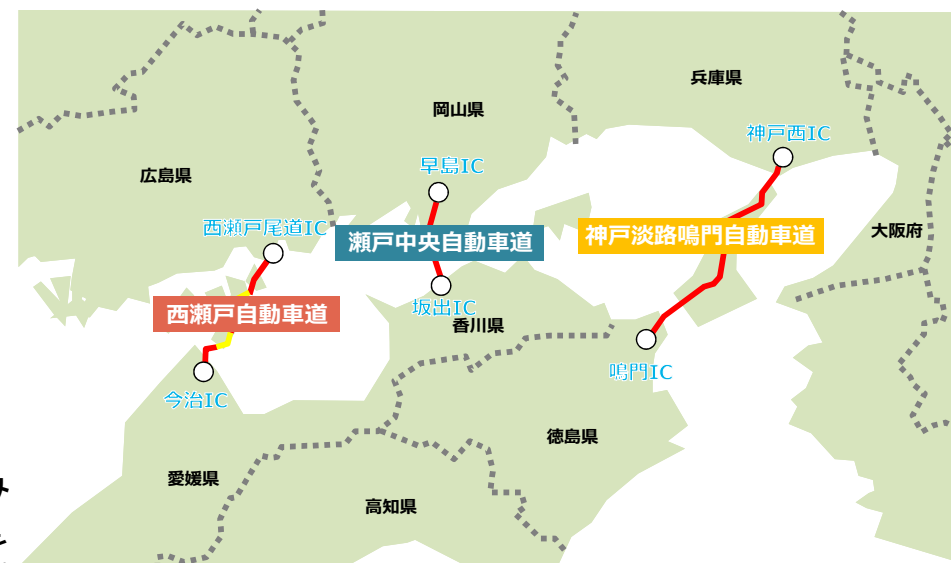 兵庫県
岡山県
神戸西IC
早島IC
広島県
西瀬戸尾道IC
瀬戸中央自動車道
神戸淡路鳴門自動車道
大阪府
坂出IC
西瀬戸自動車道
香川県
鳴門IC
今治IC
徳島県
愛媛県
高知県